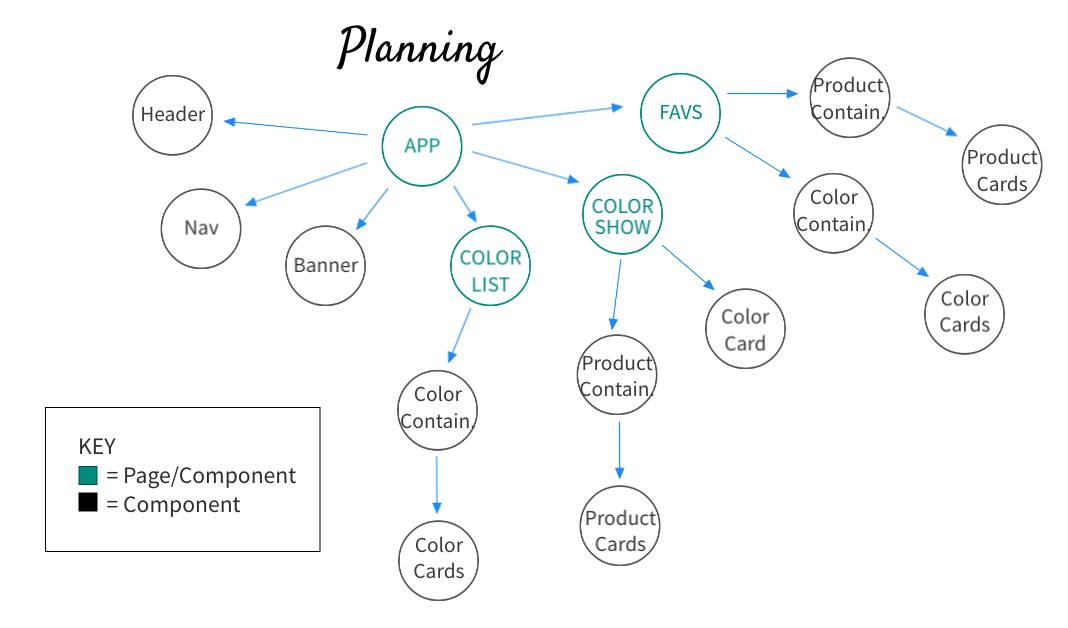 Planning
Header
APP
FAVS
Product
Contain.
Product
Cards
Nav
Banner
COLOR
LIST
COLOR
SHOW
Color
Contain.
Color
Cards
Color
Card
Product
Contain.
Color
Contain.
Product
Cards
Color
Cards
KEY
= Page/Component
= Component